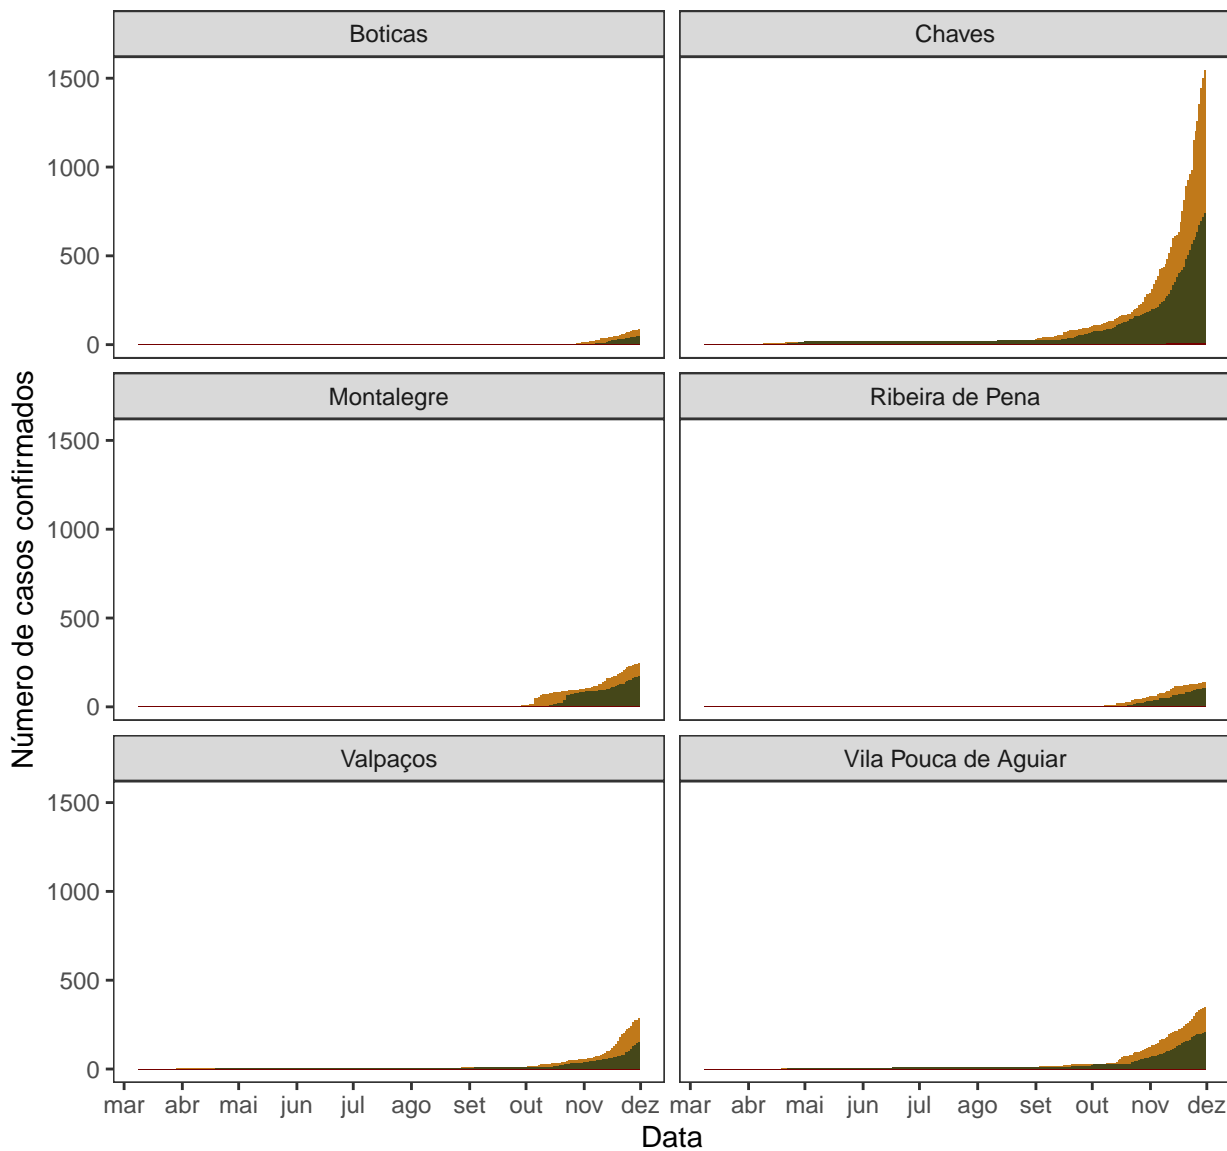 Boticas
Chaves
1500
1000
500
0
Montalegre
Ribeira de Pena
1500
1000
500
0
Valpaços
Vila Pouca de Aguiar
1500
1000
500
0
mar abr mai jun jul ago set out nov dez
mar abr mai jun jul ago set out nov dez
Data
Número de casos confirmados